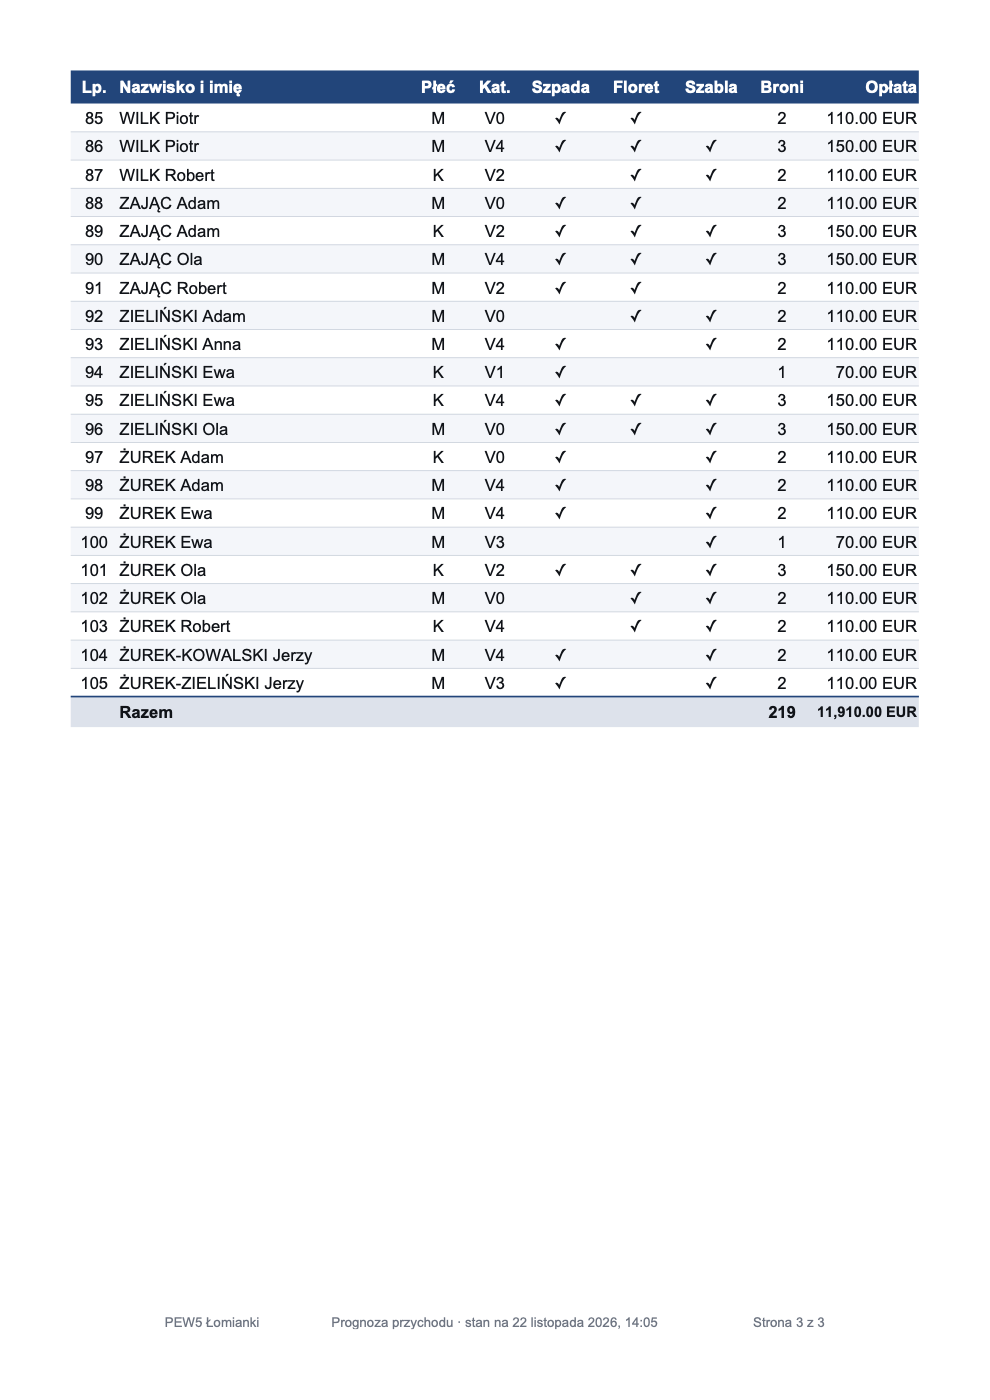 Lp. Nazwisko i imię Płeć Kat. Szpada Floret Szabla Broni Opłata
85 WILK Piotr M V0 ✓ ✓ 2 110.00 EUR
86 WILK Piotr M V4 ✓ ✓ ✓ 3 150.00 EUR
87 WILK Robert K V2 ✓ ✓ 2 110.00 EUR
88 ZAJĄC Adam M V0 ✓ ✓ 2 110.00 EUR
89 ZAJĄC Adam K V2 ✓ ✓ ✓ 3 150.00 EUR
90 ZAJĄC Ola M V4 ✓ ✓ ✓ 3 150.00 EUR
91 ZAJĄC Robert M V2 ✓ ✓ 2 110.00 EUR
92 ZIELIŃSKI Adam M V0 ✓ ✓ 2 110.00 EUR
93 ZIELIŃSKI Anna M V4 ✓ ✓ 2 110.00 EUR
94 ZIELIŃSKI Ewa K V1 ✓ 1 70.00 EUR
95 ZIELIŃSKI Ewa K V4 ✓ ✓ ✓ 3 150.00 EUR
96 ZIELIŃSKI Ola M V0 ✓ ✓ ✓ 3 150.00 EUR
97 ŻUREK Adam K V0 ✓ ✓ 2 110.00 EUR
98 ŻUREK Adam M V4 ✓ ✓ 2 110.00 EUR
99 ŻUREK Ewa M V4 ✓ ✓ 2 110.00 EUR
100 ŻUREK Ewa M V3 ✓ 1 70.00 EUR
101 ŻUREK Ola K V2 ✓ ✓ ✓ 3 150.00 EUR
102 ŻUREK Ola M V0 ✓ ✓ 2 110.00 EUR
103 ŻUREK Robert K V4 ✓ ✓ 2 110.00 EUR
104 ŻUREK-KOWALSKI Jerzy M V4 ✓ ✓ 2 110.00 EUR
105 ŻUREK-ZIELIŃSKI Jerzy M V3 ✓ ✓ 2 110.00 EUR
Razem 219 11,910.00 EUR
PEW5 Łomianki Prognoza przychodu · stan na 22 listopada 2026, 14:05 Strona 3 z 3